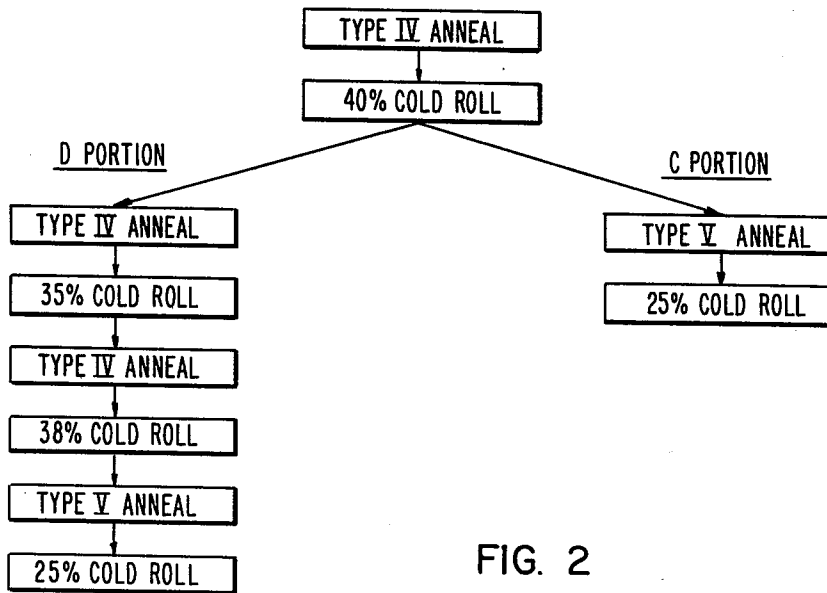 TYPE IV ANNEAL
40% COLD ROLL
D PORTION
TYPE IV ANNEAL
35% COLD ROLL
TYPE IV ANNEAL
38% COLD ROLL
TYPE V ANNEAL
25% COLD ROLL
C PORTION
TYPE V ANNEAL
25% COLD ROLL
FIG. 2